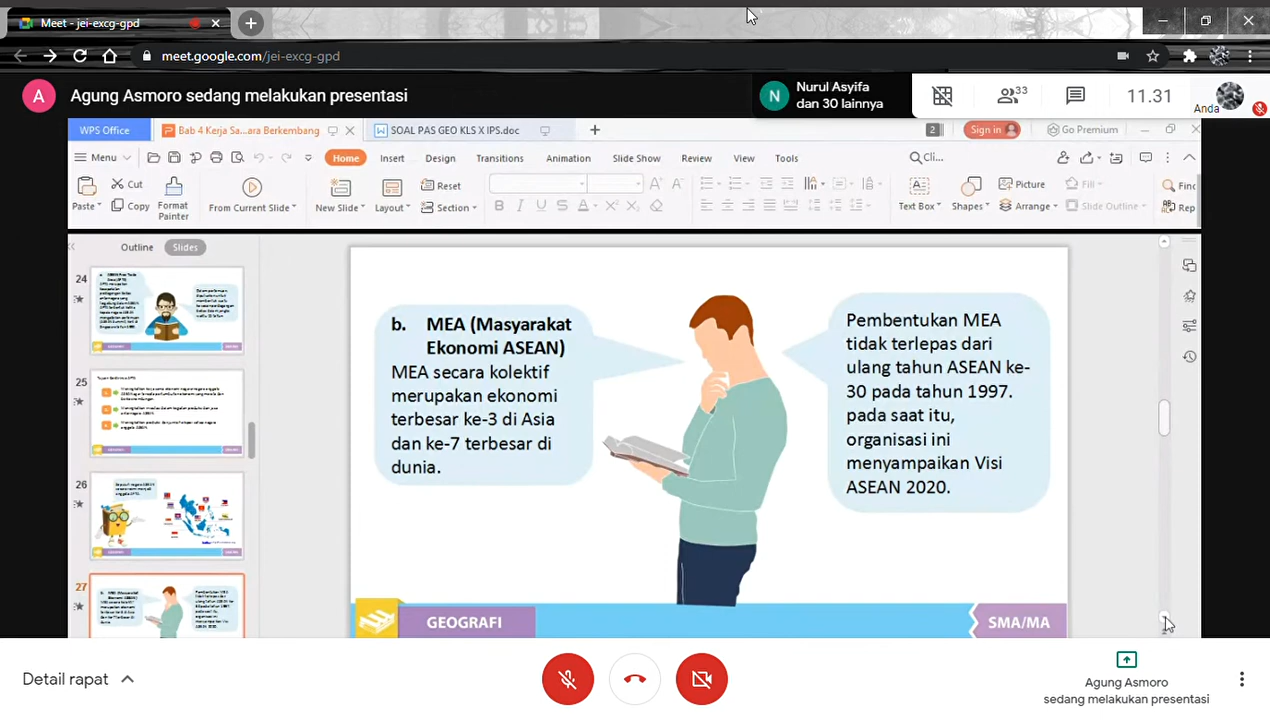 Meet - jei-excg-gpd
meet.google.com/jei-excg-gpd
A
Agung Asmoro sedang melakukan presentasi
N
Nurul Asyifa
dan 30 lainnya
33
11.31
Anda
WPS Office
Bab 4 Kerja Sa...ara Berkembang
SOAL PAS GEO KLS X IPS.doc
2
Sign in
Go Premium
Menu
Home
Insert
Design
Transitions
Animation
Slide Show
Review
View
Tools
Cli...
Paste
Cut
Copy
Format
Painter
From Current Slide
New Slide
Layout
Reset
Section
B
I
U
S
A
Text Box
Shapes
Picture
Arrange
Fill
Slide Outline
Find
Rep
Outline
Slides
24
25
26
27
b. MEA (Masyarakat
Ekonomi ASEAN)
MEA secara kolektif
merupakan ekonomi
terbesar ke-3 di Asia
dan ke-7 terbesar di
dunia.
Pembentukan MEA
tidak terlepas dari
ulang tahun ASEAN ke-
30 pada tahun 1997.
pada saat itu,
organisasi ini
menyampaikan Visi
ASEAN 2020.
GEOGRAFI
SMA/MA
Detail rapat
Agung Asmoro
sedang melakukan presentasi